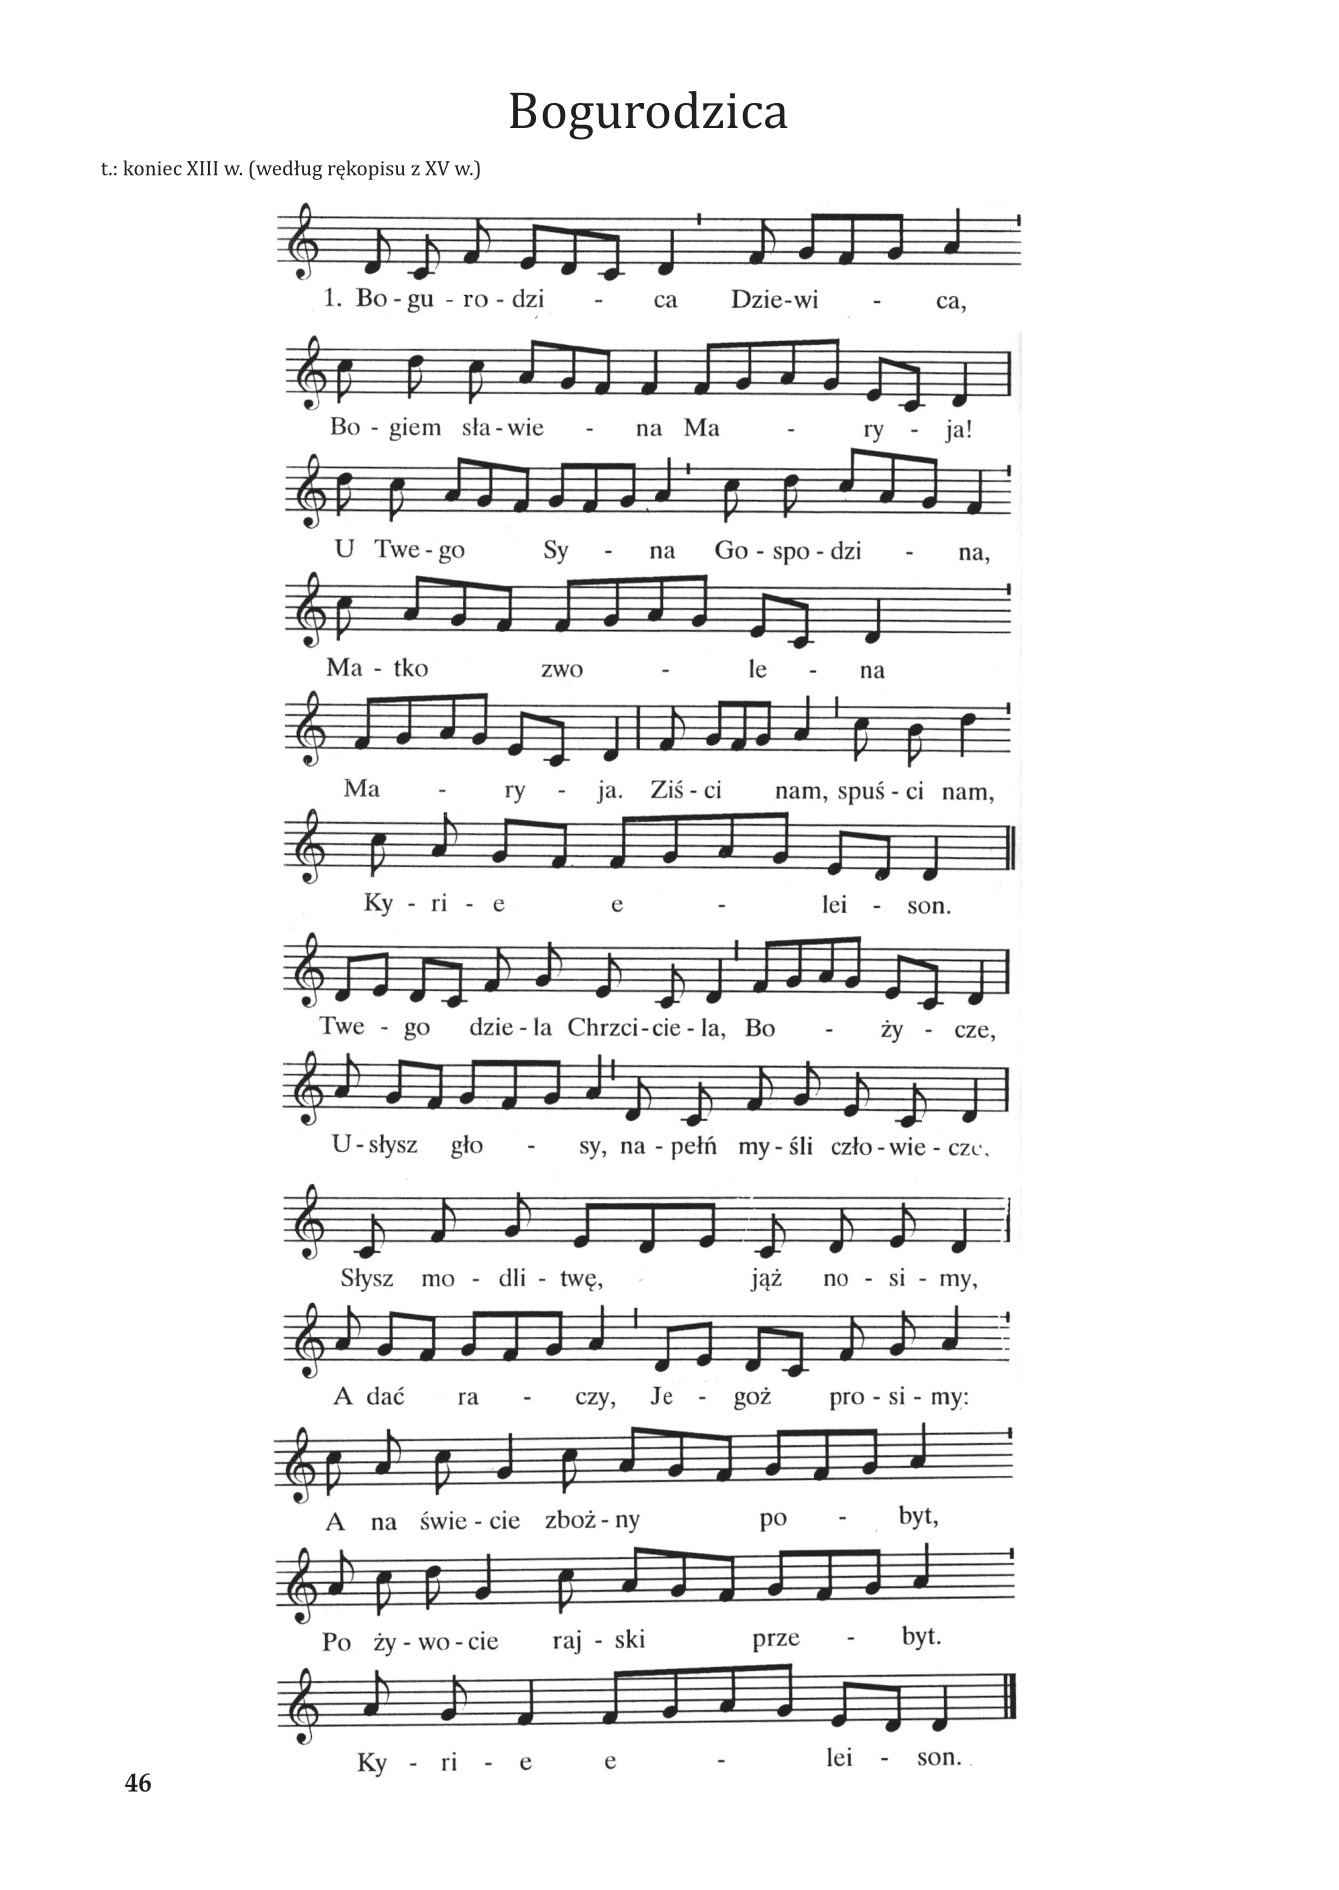 Bogurodzica
t.: koniec XIII w. (według rękopisu z XV w.)
1. Bo - gu - ro - dzi - ca Dzie-wi - ca,
Bo - giem sła - wie - na Ma - ry - ja!
U Twe - go Sy - na Go - spo - dzi - na,
Ma - tko zwo - le - na
Ma - ry - ja. Ziś - ci nam, spuś - ci nam,
Ky - ri - e e - lei - son.
Twe - go dzie - la Chrzci - cie - la, Bo - ży - cze,
U - słysz gło - sy, na - pełń my - śli czło - wie - cze.
Słysz mo - dli - twę, jąż no - si - my,
A dać ra - czy, Je - goż pro - si - my:
A na świe - cie zboż - ny po - byt,
Po ży - wo - cie raj - ski prze - byt.
Ky - ri - e e - lei - son.
46